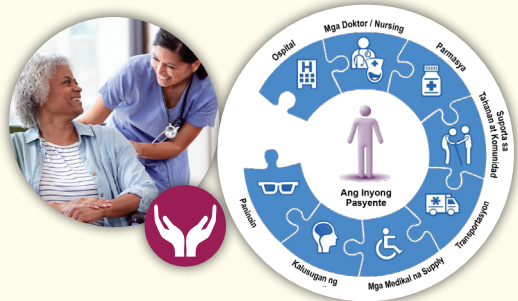 Ospital
Mga Doktor / Nursing
Parmasya
Suporta sa
Tahanan at Komunidad
Transportasyon
Mga Medikal na Supply
Kalusugan ng
Paningin
Ang Inyong
Pasyente